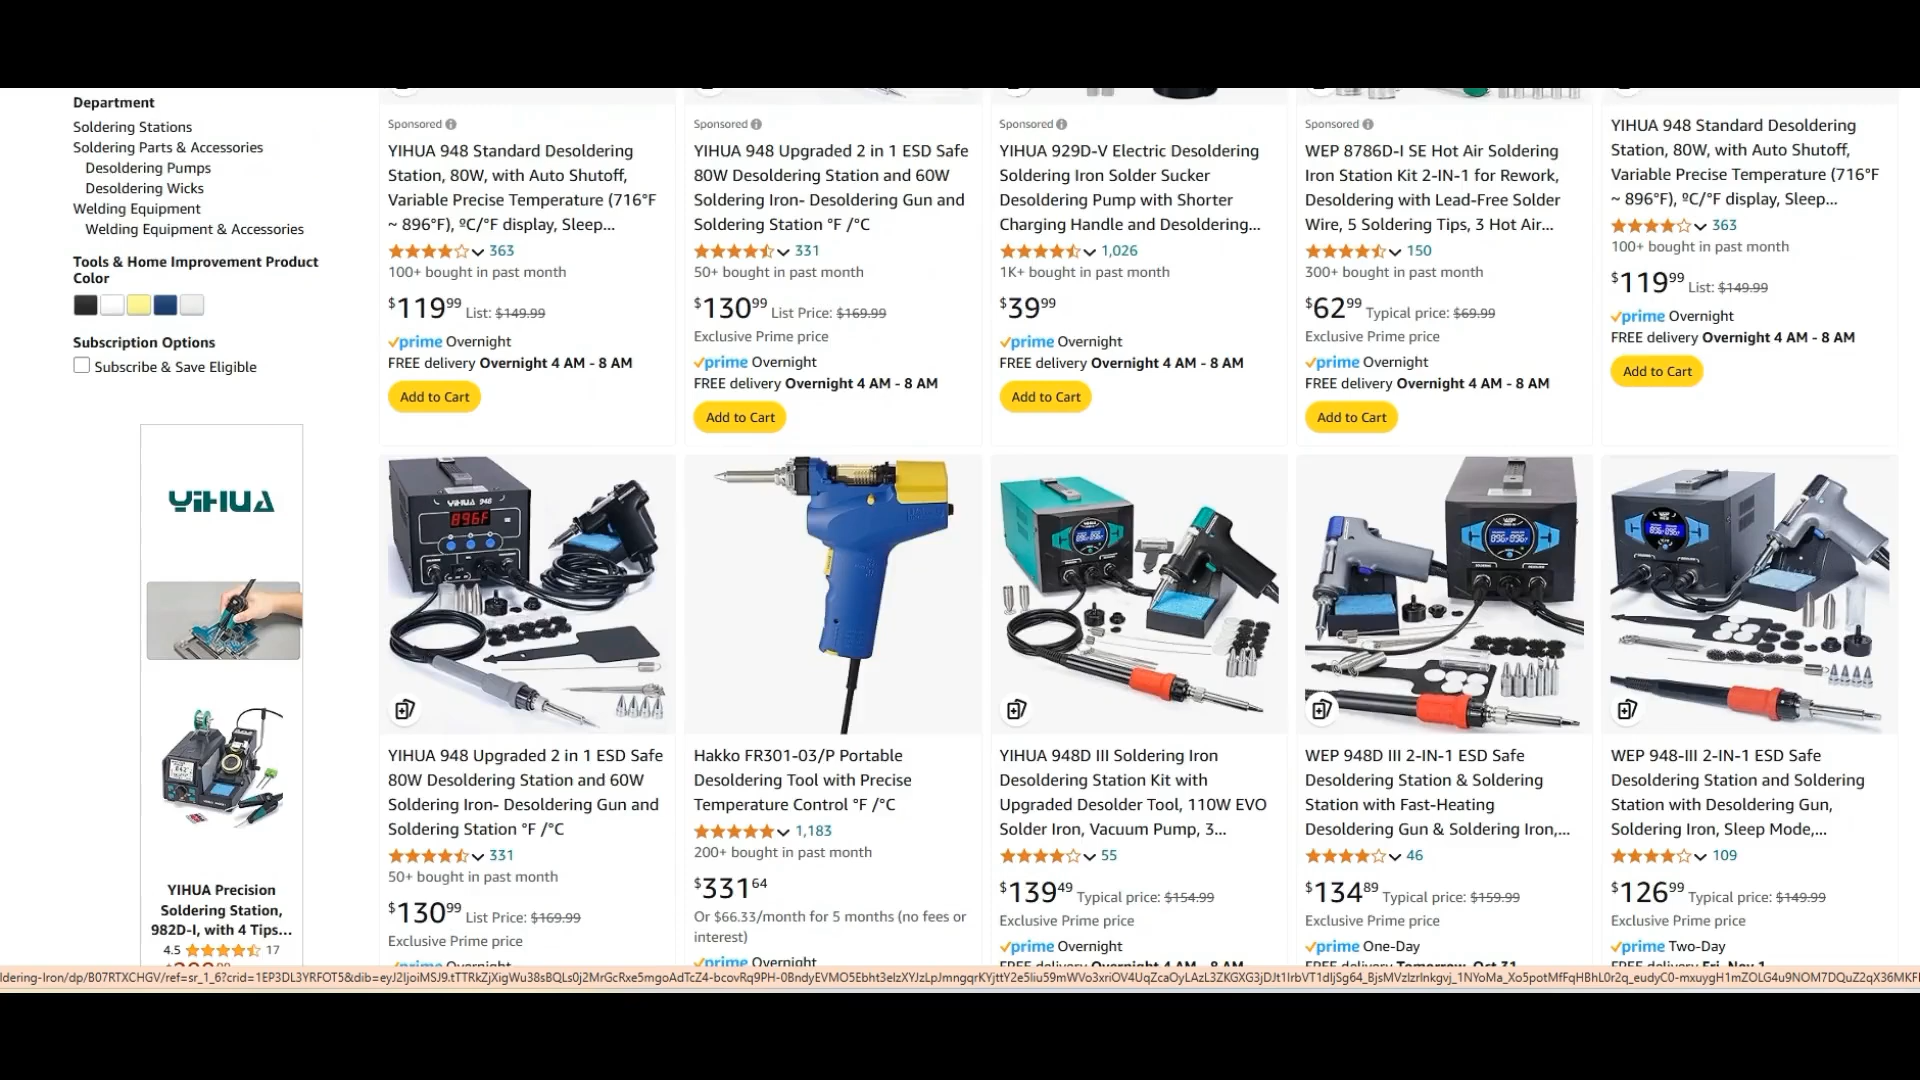 Department
Soldering Stations
Soldering Parts & Accessories
Desoldering Pumps
Desoldering Wicks
Welding Equipment
Welding Equipment & Accessories
Tools & Home Improvement Product
Color
Subscription Options
Subscribe & Save Eligible
YIHUA
YIHUA Precision
Soldering Station,
982D-I, with 4 Tips...
4.5 17
Sponsored
YIHUA 948 Standard Desoldering
Station, 80W, with Auto Shutoff,
Variable Precise Temperature (716°F
~ 896°F), ºC/°F display, Sleep...
363
100+ bought in past month
$119.99 List: $149.99
prime Overnight
FREE delivery Overnight 4 AM - 8 AM
Add to Cart
Sponsored
YIHUA 948 Upgraded 2 in 1 ESD Safe
80W Desoldering Station and 60W
Soldering Iron- Desoldering Gun and
Soldering Station °F /°C
331
50+ bought in past month
$130.99 List Price: $169.99
Exclusive Prime price
prime Overnight
FREE delivery Overnight 4 AM - 8 AM
Add to Cart
Sponsored
YIHUA 929D-V Electric Desoldering
Soldering Iron Solder Sucker
Desoldering Pump with Shorter
Charging Handle and Desoldering...
1,026
1K+ bought in past month
$39.99
prime Overnight
FREE delivery Overnight 4 AM - 8 AM
Add to Cart
Sponsored
WEP 8786D-I SE Hot Air Soldering
Iron Station Kit 2-IN-1 for Rework,
Desoldering with Lead-Free Solder
Wire, 5 Soldering Tips, 3 Hot Air...
150
300+ bought in past month
$62.99 Typical price: $69.99
Exclusive Prime price
prime Overnight
FREE delivery Overnight 4 AM - 8 AM
Add to Cart
YIHUA 948 Standard Desoldering
Station, 80W, with Auto Shutoff,
Variable Precise Temperature (716°F
~ 896°F), ºC/°F display, Sleep...
363
100+ bought in past month
$119.99 List: $149.99
prime Overnight
FREE delivery Overnight 4 AM - 8 AM
Add to Cart
YIHUA 948
896F
YIHUA 948 Upgraded 2 in 1 ESD Safe
80W Desoldering Station and 60W
Soldering Iron- Desoldering Gun and
Soldering Station °F /°C
331
50+ bought in past month
$130.99 List Price: $169.99
Exclusive Prime price
prime Overnight
Hakko FR301-03/P Portable
Desoldering Tool with Precise
Temperature Control °F /°C
1,183
200+ bought in past month
$331.64
Or $66.33/month for 5 months (no fees or
interest)
prime Overnight
YIHUA 948D III Soldering Iron
Desoldering Station Kit with
Upgraded Desolder Tool, 110W EVO
Solder Iron, Vacuum Pump, 3...
55
$139.49 Typical price: $154.99
Exclusive Prime price
prime Overnight
FREE delivery Overnight 4 AM - 8 AM
WEP 948D III 2-IN-1 ESD Safe
Desoldering Station & Soldering
Station with Fast-Heating
Desoldering Gun & Soldering Iron,...
46
$134.89 Typical price: $159.99
Exclusive Prime price
prime One-Day
FREE delivery Tomorrow, Oct 31
WEP 948-III 2-IN-1 ESD Safe
Desoldering Station and Soldering
Station with Desoldering Gun,
Soldering Iron, Sleep Mode,...
109
$126.99 Typical price: $149.99
Exclusive Prime price
prime Two-Day
FREE delivery Fri, Nov 1